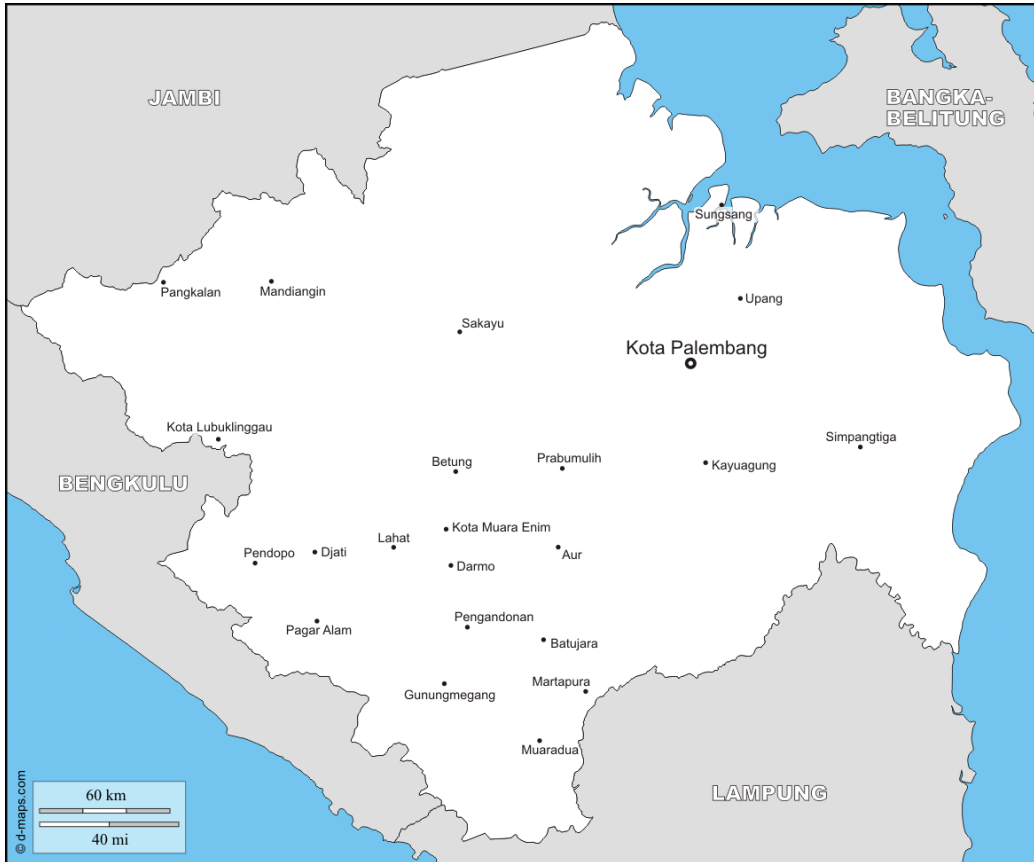 JAMBI
BANGKA-
BELITUNG
Sungsang
Pangkalan
Mandiangin
Upang
Sakayu
Kota Palembang
Kota Lubuklinggau
Simpangtiga
Betung
Prabumulih
Kayuagung
BENGKULU
Kota Muara Enim
Lahat
Pendopo
Djati
Aur
Darmo
Pengandonan
Pagar Alam
Batujara
Martapura
Gunungmegang
Muaradua
LAMPUNG
60 km
40 mi
© d-maps.com